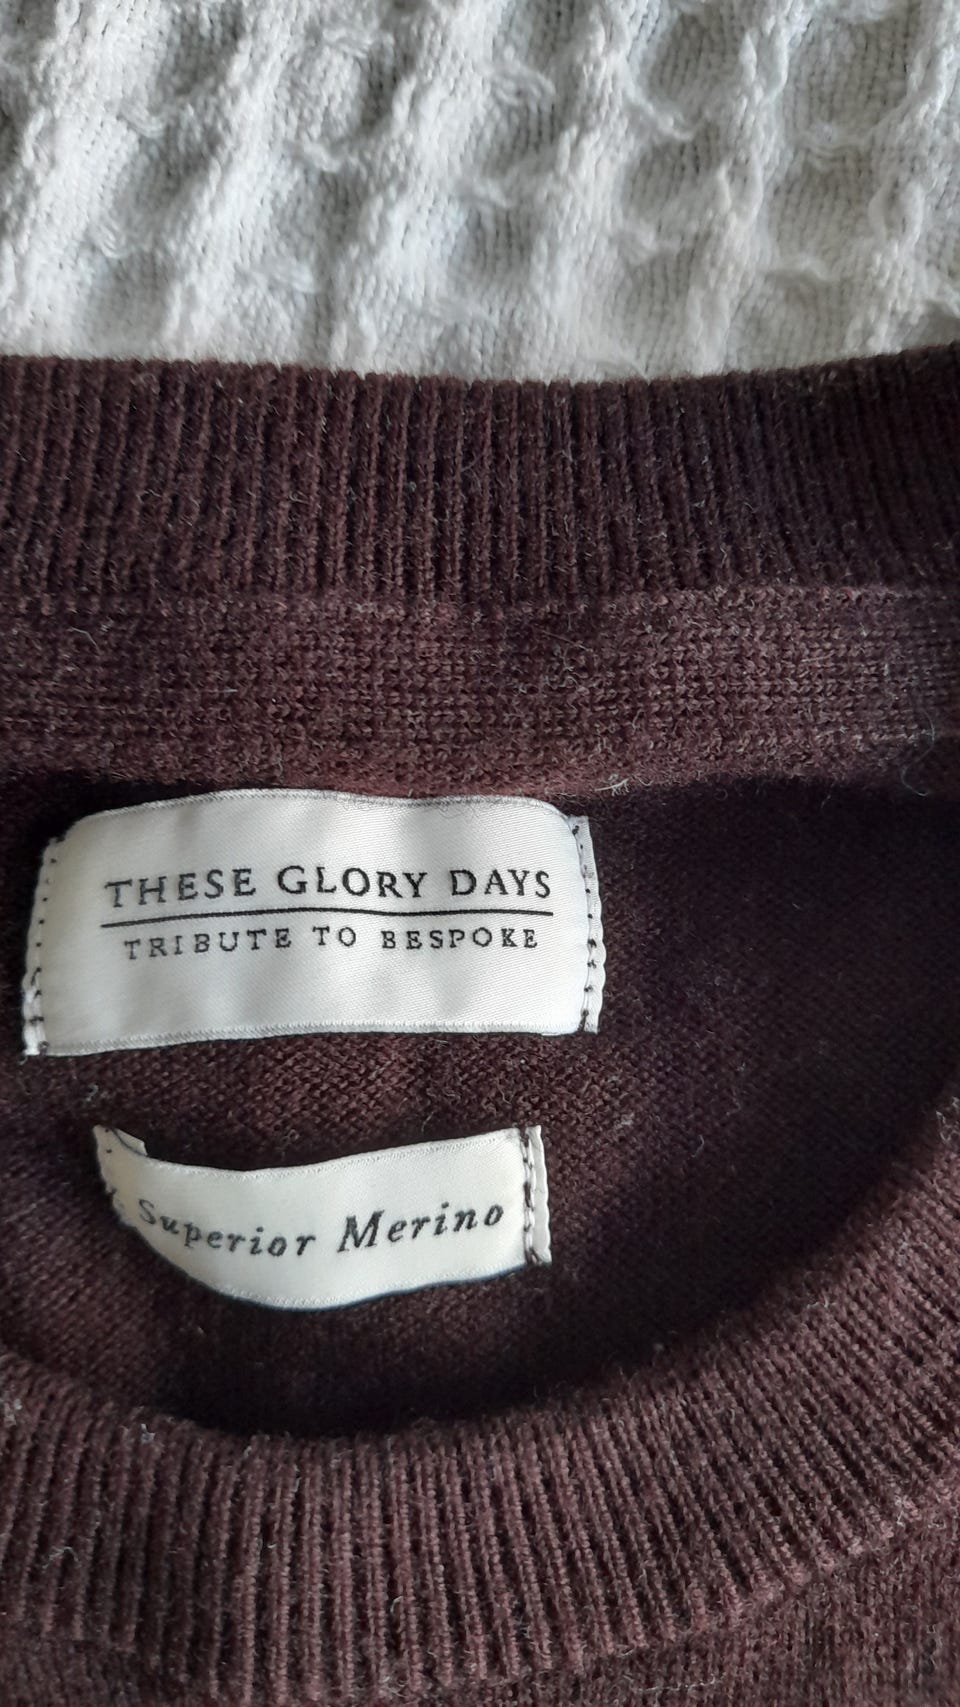 THESE GLORY DAYS
TRIBUTE TO BESPOKE
Superior Merino